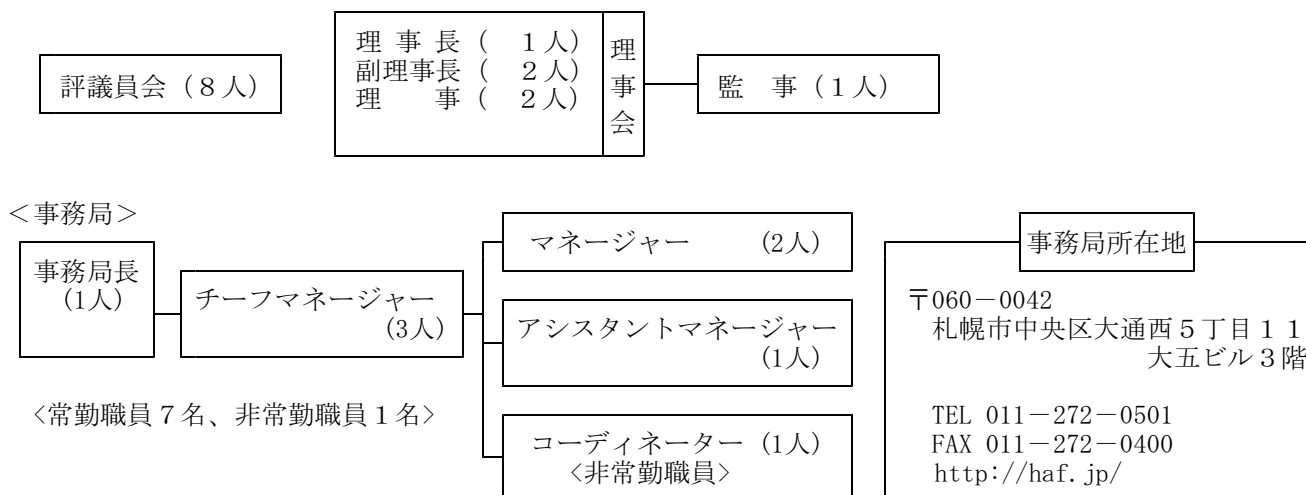 評議員会（８人）
理 事 長 (　１人)
副理事長 (　２人)
理　　事 (　２人)
理事会
監　事（１人）
＜事務局＞
事務局長
(1人)
チーフマネージャー
(3人)
マネージャー　　(2人)
アシスタントマネージャー
(1人)
コーディネーター (1人)
<非常勤職員>
<常勤職員７名、非常勤職員１名>
事務局所在地
〒060－0042
札幌市中央区大通西５丁目１１
大五ビル３階
TEL 011－272－0501
FAX 011－272－0400
http://haf.jp/